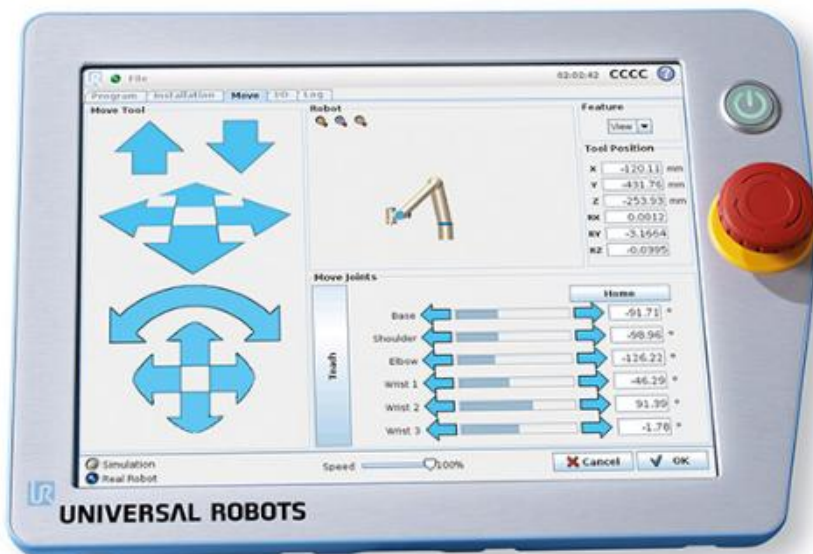 File
02:02:42 CCCC ?
Program Installation Move I/O Log
Move Tool
Robot
Feature
View
Tool Position
X -120.11 mm
Y -431.76 mm
Z -253.93 mm
RX 0.0012
RY -3.1664
RZ -0.0395
Move Joints
Home
Teach
Base -91.71 °
Shoulder -98.96 °
Elbow -126.22 °
Wrist 1 -46.29 °
Wrist 2 91.39 °
Wrist 3 -1.78 °
Simulation
Real Robot
Speed 100%
Cancel
OK
UR
UNIVERSAL ROBOTS